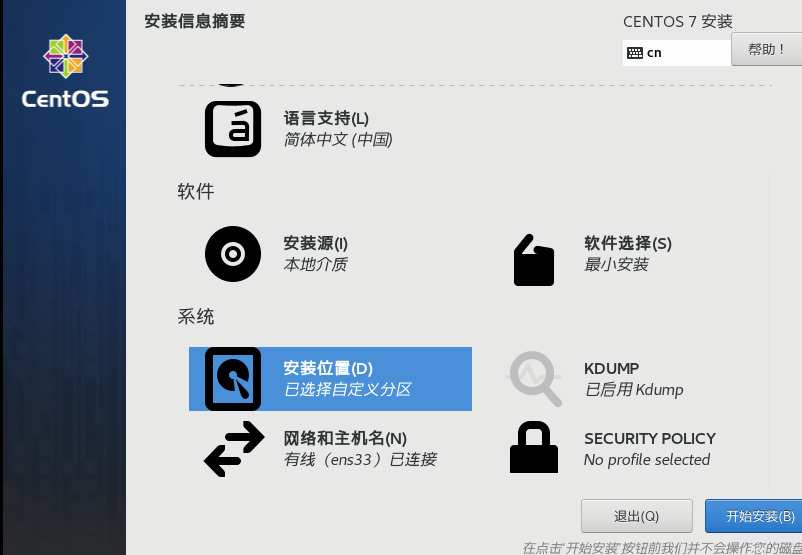 安装信息摘要
CENTOS 7 安装
cn
帮助！
CentOS
语言支持(L)
简体中文 (中国)
软件
安装源(I)
本地介质
软件选择(S)
最小安装
系统
安装位置(D)
已选择自定义分区
KDUMP
已启用 Kdump
网络和主机名(N)
有线（ens33）已连接
SECURITY POLICY
No profile selected
退出(Q)
开始安装(B)
在点击'开始安装'按钮前我们并不会操作您的磁盘